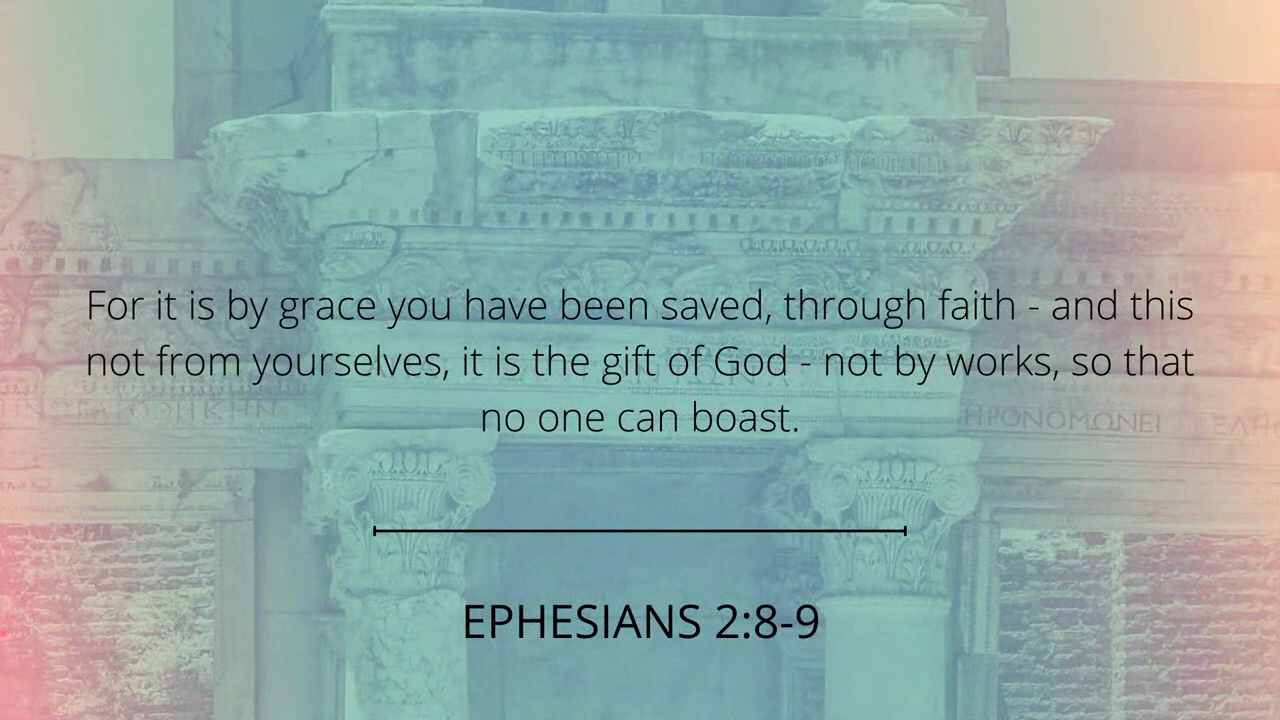 For it is by grace you have been saved, through faith - and this
not from yourselves, it is the gift of God - not by works, so that
no one can boast.
ΗΡΟΝΟΜΩΝΕΙ
EPHESIANS 2:8-9